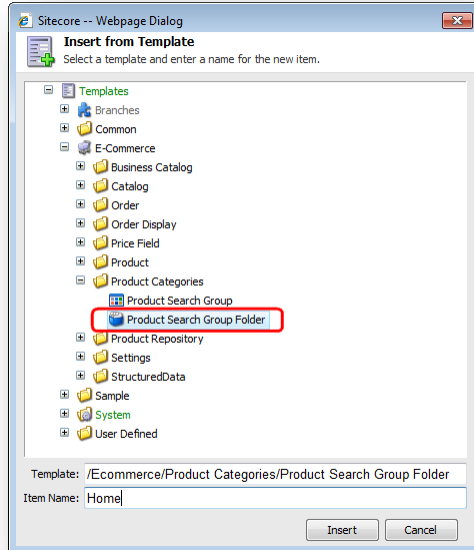 Sitecore -- Webpage Dialog
Insert from Template
Select a template and enter a name for the new item.
Templates
Branches
Common
E-Commerce
Business Catalog
Catalog
Order
Order Display
Price Field
Product
Product Categories
Product Search Group
Product Search Group Folder
Product Repository
Settings
StructuredData
Sample
System
User Defined
Template: /Ecommerce/Product Categories/Product Search Group Folder
Item Name: Home
Insert Cancel